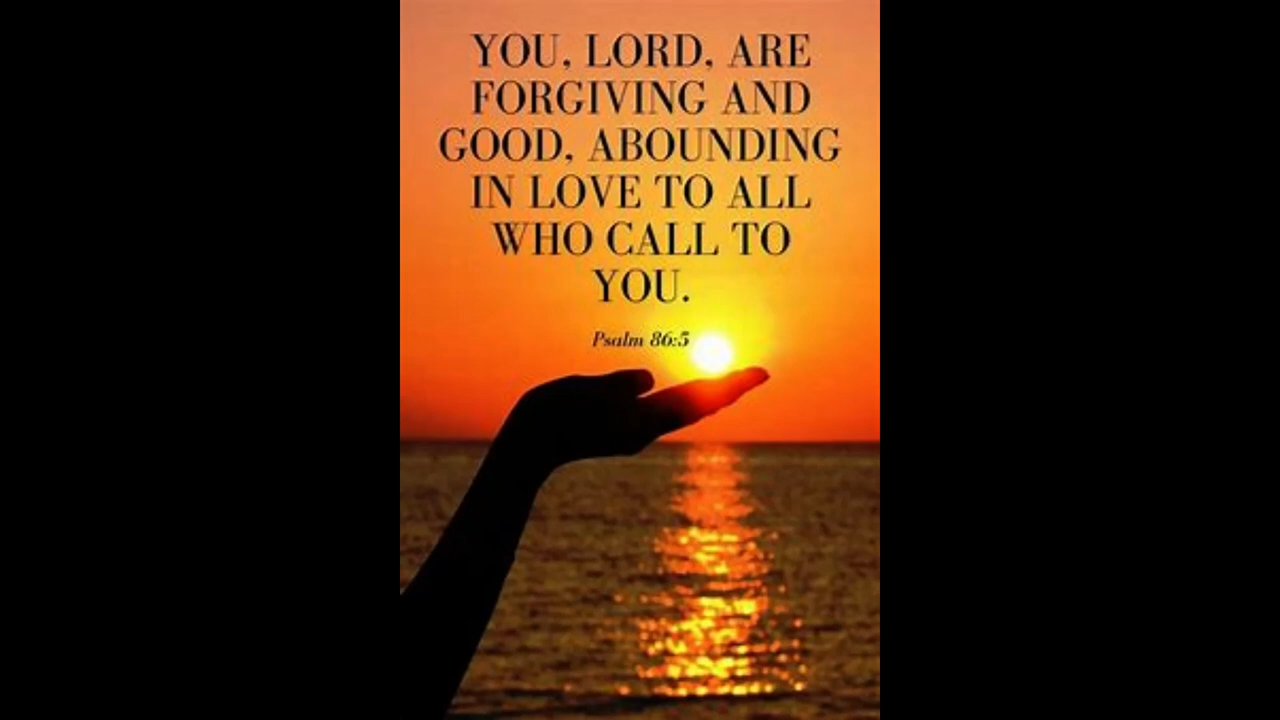 YOU, LORD, ARE
FORGIVING AND
GOOD, ABOUNDING
IN LOVE TO ALL
WHO CALL TO
YOU.
Psalm 86:5